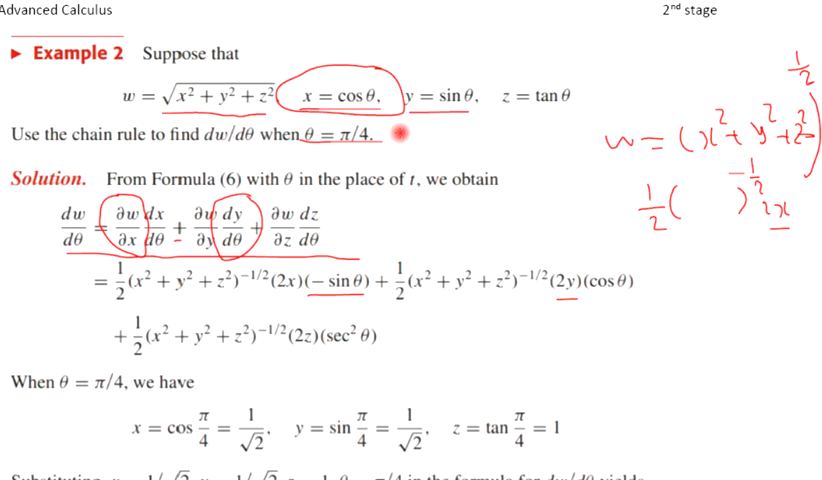 Advanced Calculus 2nd stage
▶ Example 2 Suppose that
w = √(x² + y² + z²) x = cos θ, y = sin θ, z = tan θ
1/2
Use the chain rule to find dw/dθ when θ = π/4.
w = (x² + y² + z²)
Solution. From Formula (6) with θ in the place of t, we obtain
1/2 ( )^(-1/2) 2x
dw/dθ = ∂w/∂x dx/dθ + ∂w/∂y dy/dθ + ∂w/∂z dz/dθ
= 1/2(x² + y² + z²)^(−1/2)(2x)(− sin θ) + 1/2(x² + y² + z²)^(−1/2)(2y)(cos θ)
+ 1/2(x² + y² + z²)^(−1/2)(2z)(sec² θ)
When θ = π/4, we have
x = cos π/4 = 1/√2, y = sin π/4 = 1/√2, z = tan π/4 = 1